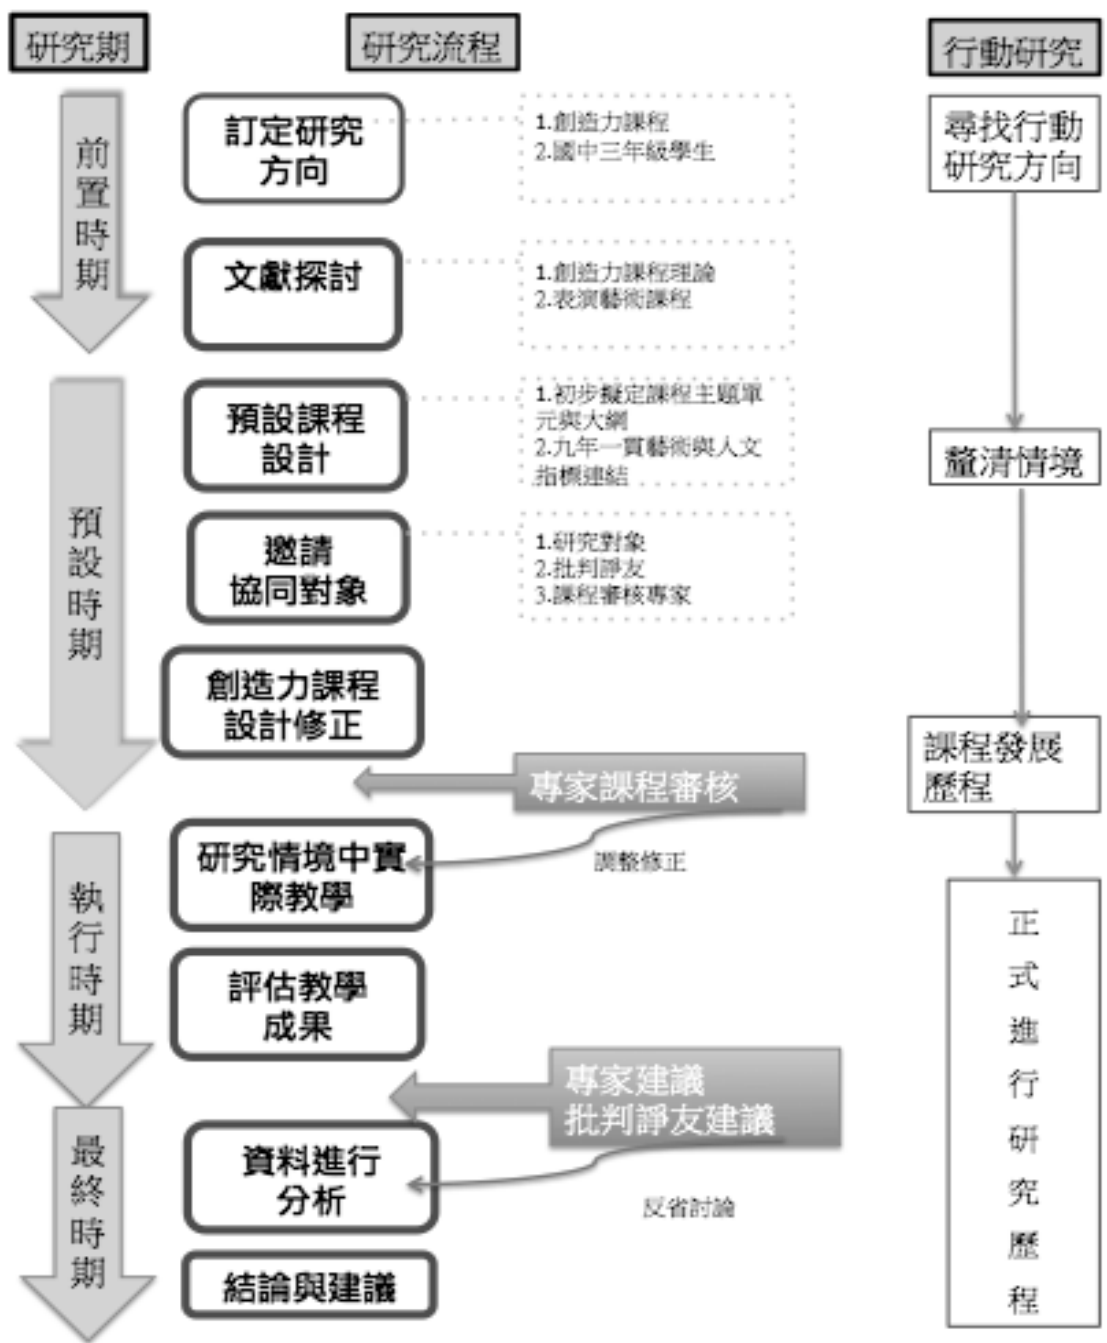 研究期
研究流程
行動研究
前置時期
訂定研究
方向
1.創造力課程
2.國中三年級學生
尋找行動
研究方向
文獻探討
1.創造力課程理論
2.表演藝術課程
預設時期
預設課程
設計
1.初步擬定課程主題單
元與大綱
2.九年一貫藝術與人文
指標連結
釐清情境
邀請
協同對象
1.研究對象
2.批判諍友
3.課程審核專家
創造力課程
設計修正
課程發展
歷程
專家課程審核
執行時期
研究情境中實
際教學
調整修正
正式進行研究歷程
評估教學
成果
專家建議
批判諍友建議
最終時期
資料進行
分析
反省討論
結論與建議